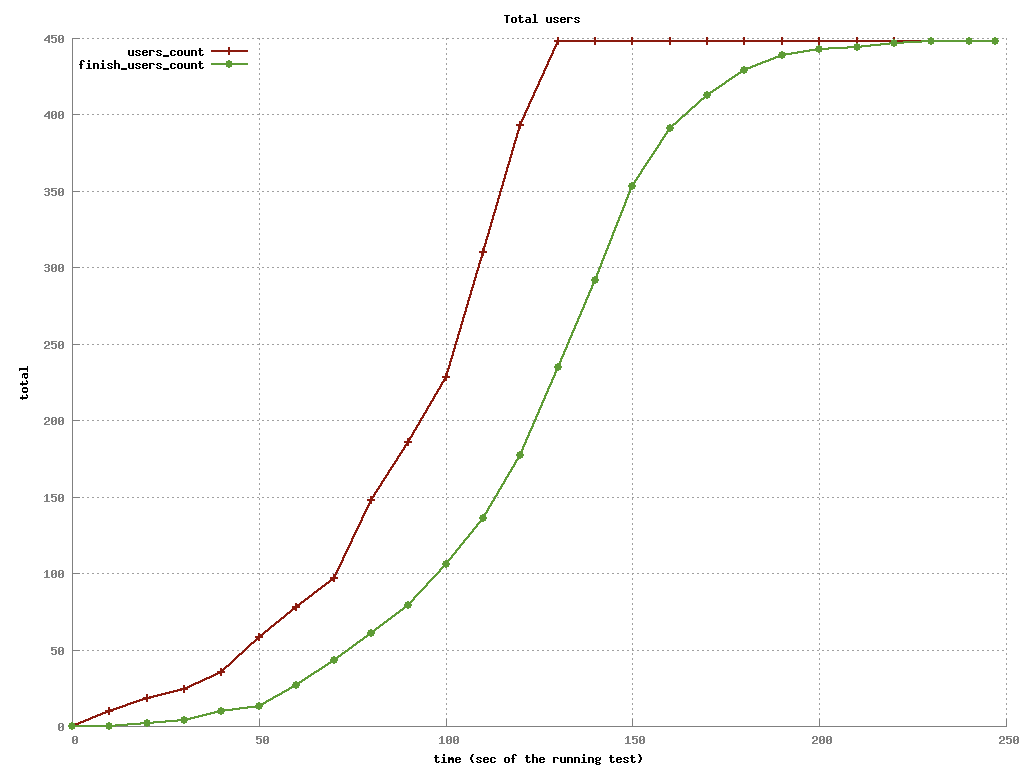 Total users
users_count
finish_users_count
450
400
350
300
250
200
150
100
50
0
total
0 50 100 150 200 250
time (sec of the running test)